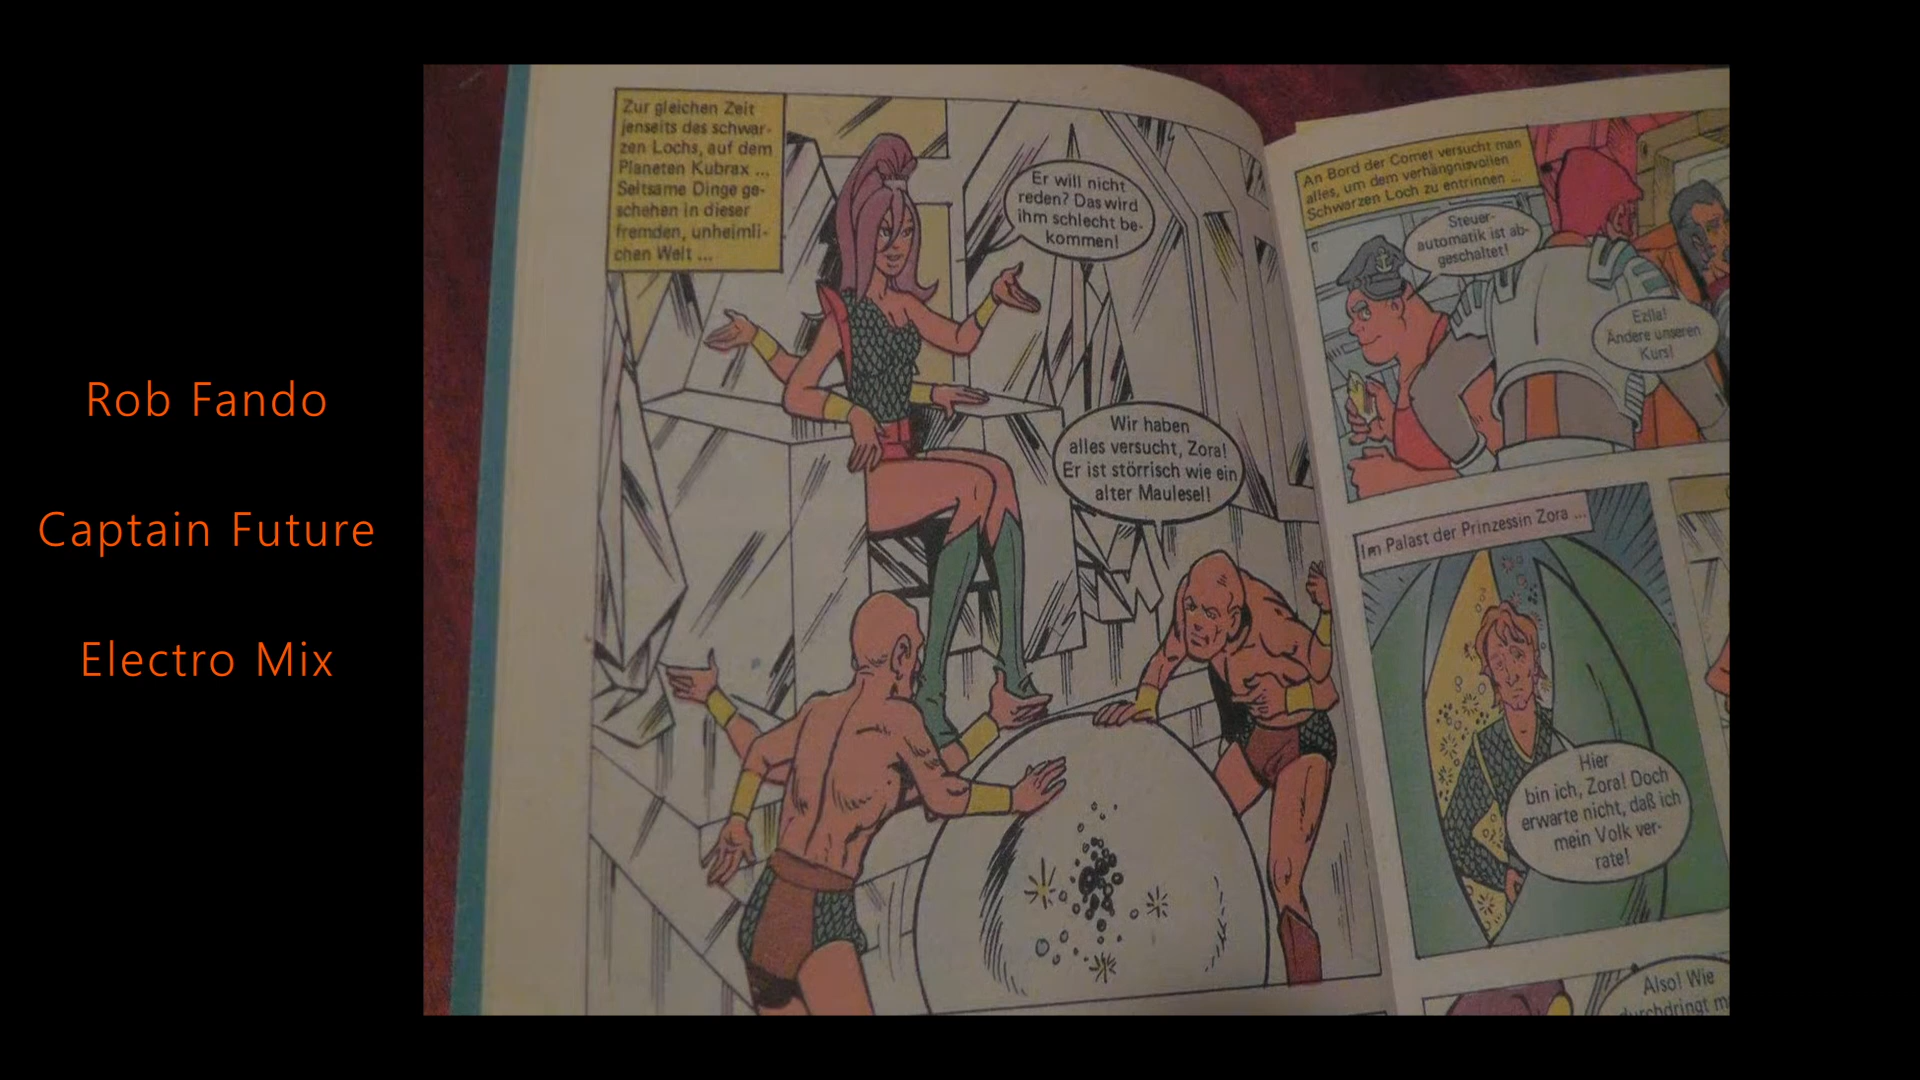 Rob Fando
Captain Future
Electro Mix
Zur gleichen Zeit
jenseits des schwar-
zen Lochs, auf dem
Planeten Kubrax ...
Seltsame Dinge ge-
schehen in dieser
fremden, unheimli-
chen Welt ...
Er will nicht
reden? Das wird
ihm schlecht be-
kommen!
Wir haben
alles versucht, Zora!
Er ist störrisch wie ein
alter Maulesel!
An Bord der Comet versucht man
alles, um dem verhängnisvollen
Schwarzen Loch zu entrinnen ...
Steuer-
automatik ist ab-
geschaltet!
Ezlla!
Ändere unseren
Kurs!
Im Palast der Prinzessin Zora ...
Hier
bin ich, Zora! Doch
erwarte nicht, daß ich
mein Volk ver-
rate!
Also! Wie
durchdringt